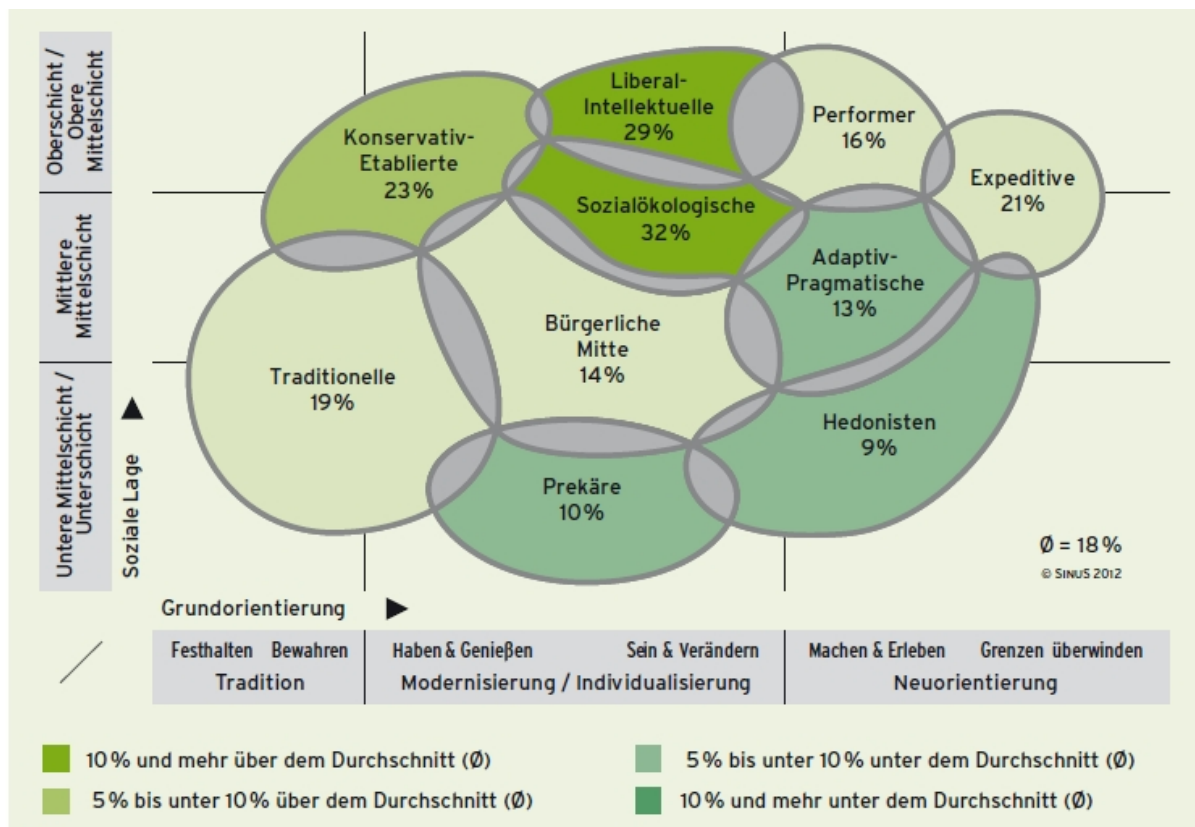 Oberschicht /
Obere
Mittelschicht
Mittlere
Mittelschicht
Untere Mittelschicht /
Unterschicht
Soziale Lage ▲
Konservativ-
Etablierte
23 %
Liberal-
Intellektuelle
29 %
Performer
16 %
Expeditive
21 %
Sozialökologische
32 %
Adaptiv-
Pragmatische
13 %
Bürgerliche
Mitte
14 %
Traditionelle
19 %
Hedonisten
9 %
Prekäre
10 %
Ø = 18 %
© SINUS 2012
Grundorientierung ▶
Festhalten Bewahren
Tradition
Haben & Genießen Sein & Verändern
Modernisierung / Individualisierung
Machen & Erleben Grenzen überwinden
Neuorientierung
10 % und mehr über dem Durchschnitt (Ø)
5 % bis unter 10 % über dem Durchschnitt (Ø)
5 % bis unter 10 % unter dem Durchschnitt (Ø)
10 % und mehr unter dem Durchschnitt (Ø)